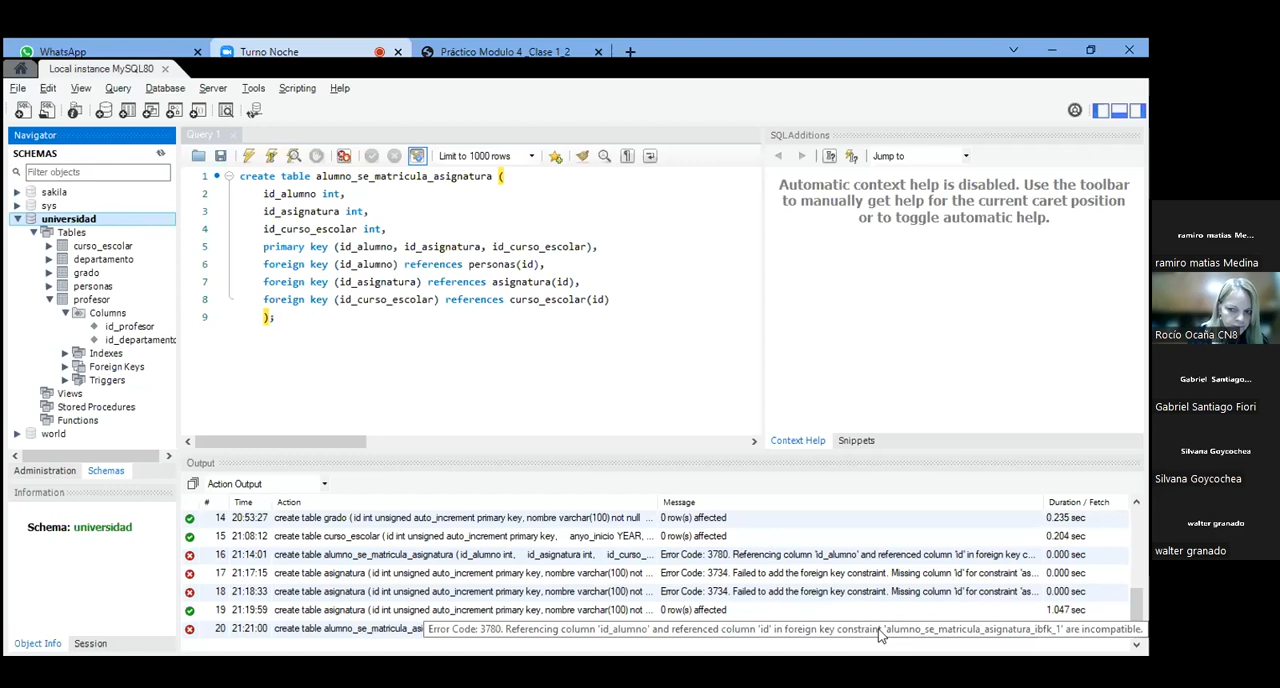 WhatsApp
Turno Noche
Práctico Modulo 4 _Clase 1_2
Local instance MySQL80
File Edit View Query Database Server Tools Scripting Help
Navigator
SCHEMAS
Filter objects
sakila
sys
universidad
Tables
curso_escolar
departamento
grado
personas
profesor
Columns
id_profesor
id_departamento
Indexes
Foreign Keys
Triggers
Views
Stored Procedures
Functions
world
Administration Schemas
Information
Schema: universidad
Object Info Session
Query 1
Limit to 1000 rows
1 create table alumno_se_matricula_asignatura (
2 id_alumno int,
3 id_asignatura int,
4 id_curso_escolar int,
5 primary key (id_alumno, id_asignatura, id_curso_escolar),
6 foreign key (id_alumno) references personas(id),
7 foreign key (id_asignatura) references asignatura(id),
8 foreign key (id_curso_escolar) references curso_escolar(id)
9 );
SQLAdditions
Jump to
Automatic context help is disabled. Use the toolbar
to manually get help for the current caret position
or to toggle automatic help.
Context Help Snippets
Output
Action Output
# Time Action Message Duration / Fetch
14 20:53:27 create table grado ( id int unsigned auto_increment primary key, nombre varchar(100) not null ... 0 row(s) affected 0.235 sec
15 21:08:12 create table curso_escolar ( id int unsigned auto_increment primary key, anyo_inicio YEAR, ... 0 row(s) affected 0.204 sec
16 21:14:01 create table alumno_se_matricula_asignatura ( id_alumno int, id_asignatura int, id_curso_... Error Code: 3780. Referencing column 'id_alumno' and referenced column 'id' in foreign key c... 0.000 sec
17 21:17:15 create table asignatura ( id int unsigned auto_increment primary key, nombre varchar(100) not... Error Code: 3734. Failed to add the foreign key constraint. Missing column 'id' for constraint 'as... 0.000 sec
18 21:18:33 create table asignatura ( id int unsigned auto_increment primary key, nombre varchar(100) not... Error Code: 3734. Failed to add the foreign key constraint. Missing column 'id' for constraint 'as... 0.000 sec
19 21:19:59 create table asignatura ( id int unsigned auto_increment primary key, nombre varchar(100) not... 0 row(s) affected 1.047 sec
20 21:21:00 create table alumno_se_matricula_asi
Error Code: 3780. Referencing column 'id_alumno' and referenced column 'id' in foreign key constraint 'alumno_se_matricula_asignatura_ibfk_1' are incompatible.
ramiro matias Me...
ramiro matias Medina
Rocío Ocaña CN8
Gabriel Santiago...
Gabriel Santiago Fiori
Silvana Goycochea
Silvana Goycochea
walter granado
walter granado